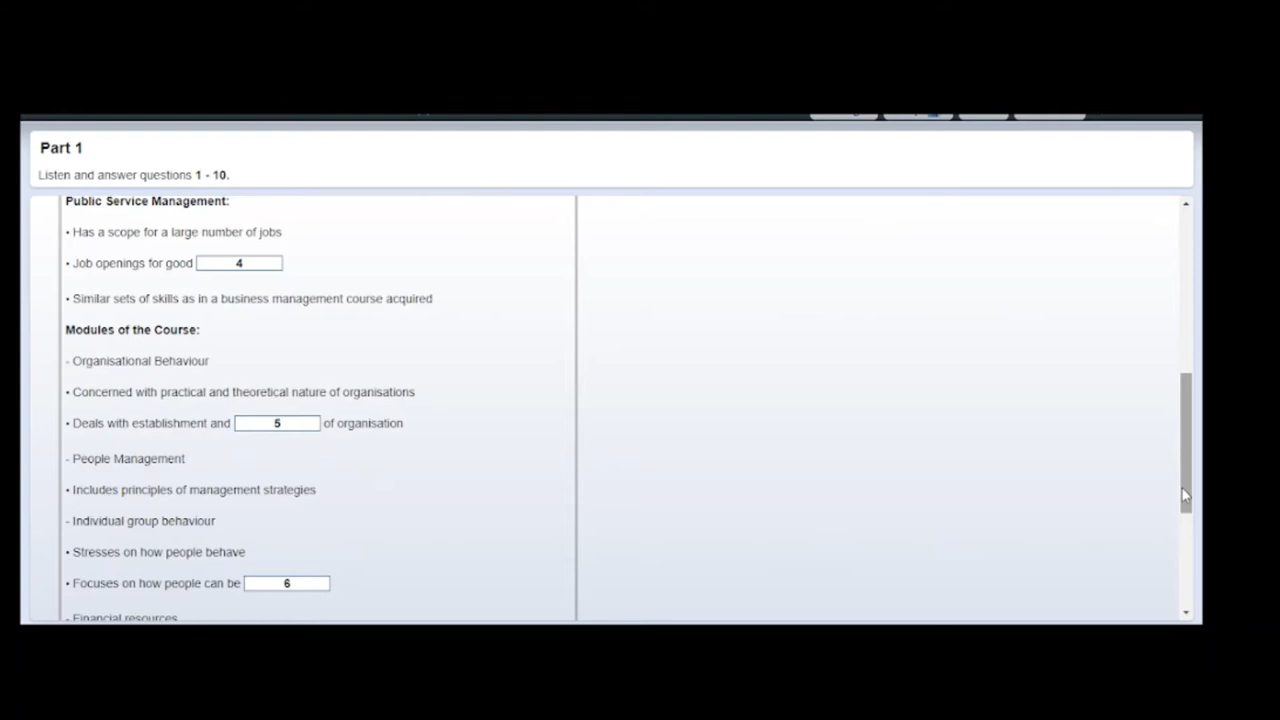 Part 1
Listen and answer questions 1 - 10.
Public Service Management:
• Has a scope for a large number of jobs
• Job openings for good 4
• Similar sets of skills as in a business management course acquired
Modules of the Course:
- Organisational Behaviour
• Concerned with practical and theoretical nature of organisations
• Deals with establishment and 5 of organisation
- People Management
• Includes principles of management strategies
- Individual group behaviour
• Stresses on how people behave
• Focuses on how people can be 6
- Financial resources